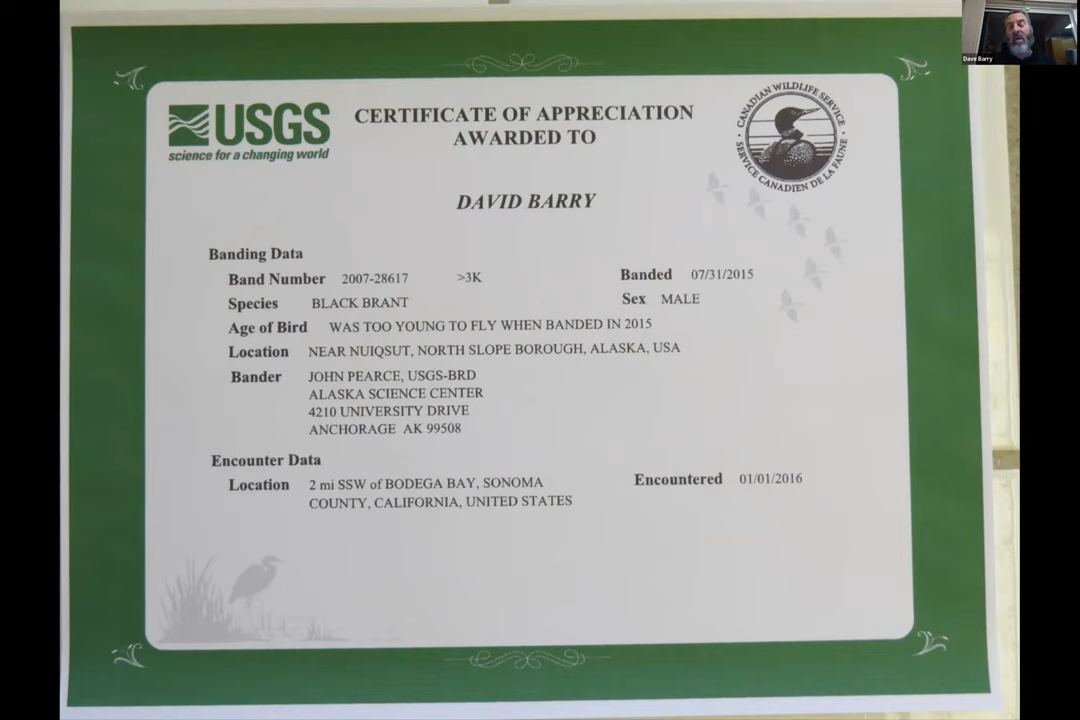 Dave Barry
USGS
science for a changing world
CERTIFICATE OF APPRECIATION
AWARDED TO
CANADIAN WILDLIFE SERVICE
SERVICE CANADIEN DE LA FAUNE
DAVID BARRY
Banding Data
Band Number 2007-28617 >3K Banded 07/31/2015
Species BLACK BRANT Sex MALE
Age of Bird WAS TOO YOUNG TO FLY WHEN BANDED IN 2015
Location NEAR NUIQSUT, NORTH SLOPE BOROUGH, ALASKA, USA
Bander JOHN PEARCE, USGS-BRD
ALASKA SCIENCE CENTER
4210 UNIVERSITY DRIVE
ANCHORAGE AK 99508
Encounter Data
Location 2 mi SSW of BODEGA BAY, SONOMA Encountered 01/01/2016
COUNTY, CALIFORNIA, UNITED STATES